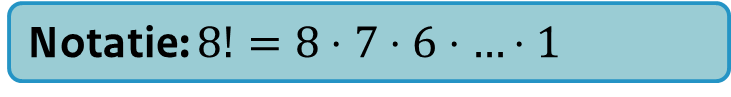 Notatie: 8! = 8 · 7 · 6 · ... · 1